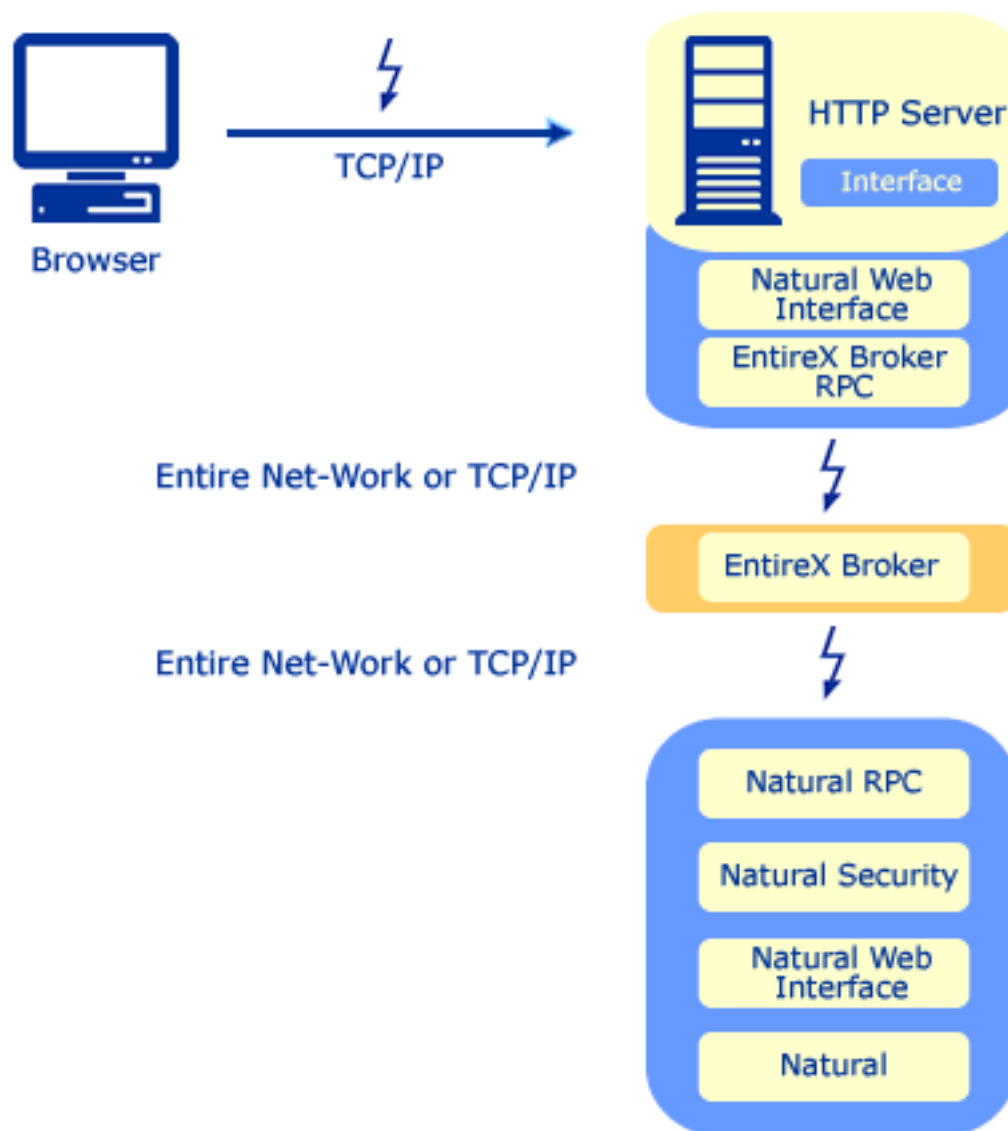 TCP/IP
Browser
HTTP Server
Interface
Natural Web
Interface
EntireX Broker
RPC
Entire Net-Work or TCP/IP
EntireX Broker
Entire Net-Work or TCP/IP
Natural RPC
Natural Security
Natural Web
Interface
Natural